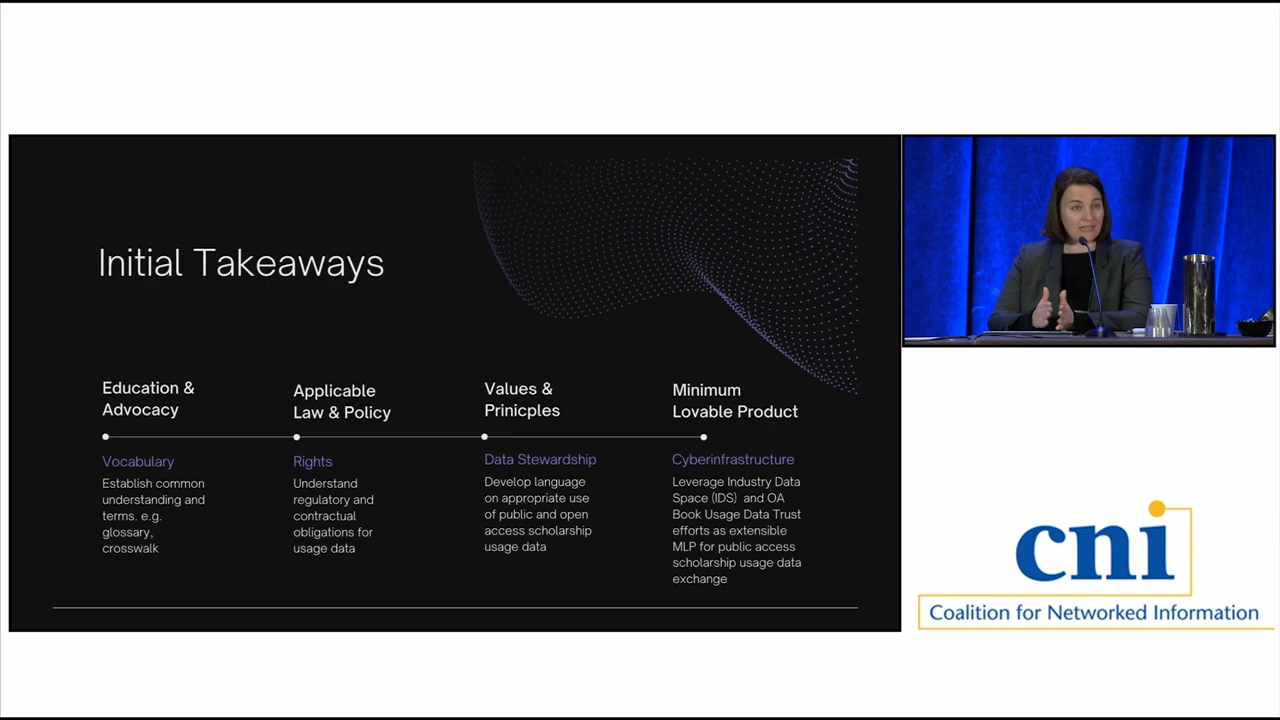 Initial Takeaways
Education &
Advocacy
Vocabulary
Establish common
understanding and
terms. e.g.
glossary,
crosswalk
Applicable
Law & Policy
Rights
Understand
regulatory and
contractual
obligations for
usage data
Values &
Prinicples
Data Stewardship
Develop language
on appropriate use
of public and open
access scholarship
usage data
Minimum
Lovable Product
Cyberinfrastructure
Leverage Industry Data
Space (IDS) and OA
Book Usage Data Trust
efforts as extensible
MLP for public access
scholarship usage data
exchange
cni
Coalition for Networked Information